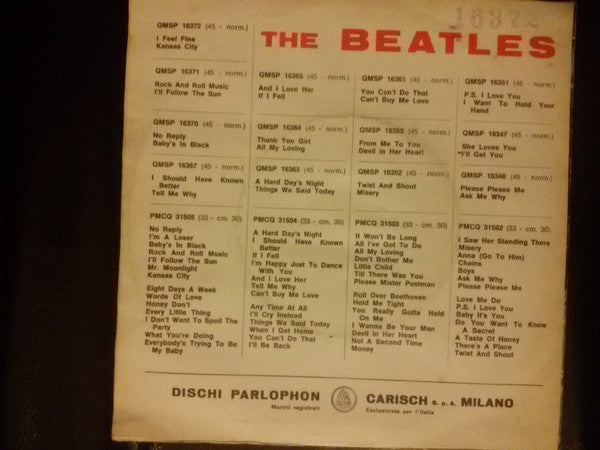 16372
THE BEATLES
QMSP 16372 (45 - norm.)
I Feel Fine
Kansas City
QMSP 16371 (45 - norm.)
Rock And Roll Music
I'll Follow The Sun
QMSP 16370 (45 - norm.)
No Reply
Baby's In Black
QMSP 16367 (45 - norm.)
I Should Have Known
Better
Tell Me Why
QMSP 16365 (45 - norm.)
And I Love Her
If I Fell
QMSP 16364 (45 - norm.)
Thank You Girl
All My Loving
QMSP 16363 (45 - norm.)
A Herd Day's Night
Things We Said Today
QMSP 16361 (45 - norm.)
You Can't Do That
Can't Buy Me Love
QMSP 16355 (45 - norm.)
From Me To You
Devil In Her Heart
QMSP 16352 (45 - norm.)
Twist And Shout
Misery
QMSP 16351 (45 - norm.)
P.S. I Love You
I Want To Hold Your
Hand
QMSP 16347 (45 - norm.)
She Loves You
I'll Get You
QMSP 16346 (45 - norm.)
Please Please Me
Ask Me Why
PMCQ 31505 (33 - cm. 30)
No Reply
I'm A Loser
Baby's In Black
Rock And Roll Music
I'll Follow The Sun
Mr. Moonlight
Kansas City
Eight Days A Week
Words Of Love
Honey Don't
Every Little Thing
I Don't Want To Spoil The
Party
What You're Doing
Everybody's Trying To Be
My Baby
PMCQ 31504 (33 - cm. 30)
A Hard Day's Night
I Should Have Known
Better
If I Fell
I'm Happy Just To Dance
With You
And I Love Her
Tell Me Why
Can't Buy Me Love
Any Time At All
I'll Cry Instead
Things We Said Today
When I Get Home
You Can't Do That
I'll Be Back
PMCQ 31503 (33 - cm. 30)
It Won't Be Long
All I've Got To Do
All My Loving
Don't Bother Me
Little Child
Till There Was You
Please Mister Postman
Roll Over Beethoven
Hold Me Tight
You Really Gotta Hold
On Me
I Wanna Be Your Man
Devil in Her Heart
Not A Second Time
Money
PMCQ 31502 (33 - cm. 30)
I Saw Her Standing There
Misery
Anna (Go To Him)
Chains
Boys
Ask Me Why
Please Please Me
Love Me Do
P.S. I Love You
Baby It's You
Do You Want To Know
A Secret
A Taste Of Honey
There's A Place
Twist And Shout
DISCHI PARLOPHON
Marchi registrati
CARISCH S.p.A. MILANO
Esclusivista per l'Italia